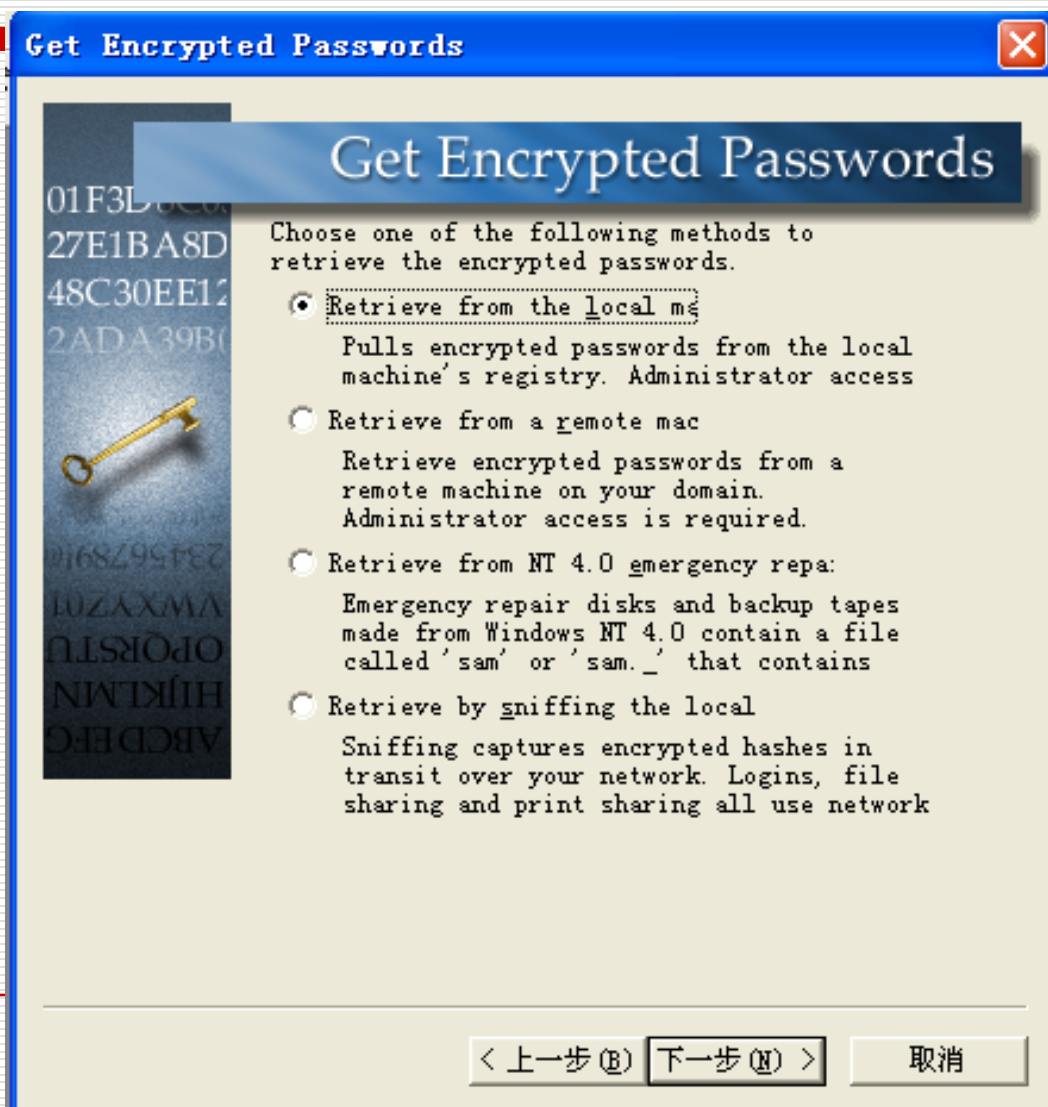 Get Encrypted Passwords
Get Encrypted Passwords
01F3D
27E1BA8D
48C30EE12
2ADA39B(
Choose one of the following methods to
retrieve the encrypted passwords.
Retrieve from the local
Pulls encrypted passwords from the local
machine's registry. Administrator access
Retrieve from a remote mac
Retrieve encrypted passwords from a
remote machine on your domain.
Administrator access is required.
Retrieve from NT 4.0 emergency repa:
Emergency repair disks and backup tapes
made from Windows NT 4.0 contain a file
called 'sam' or 'sam._' that contains
Retrieve by sniffing the local
Sniffing captures encrypted hashes in
transit over your network. Logins, file
sharing and print sharing all use network
VWXYZ01
OPQRSTU
HIJKLMN
ABCDEFG
< 上一步(B)
下一步(N) >
取消